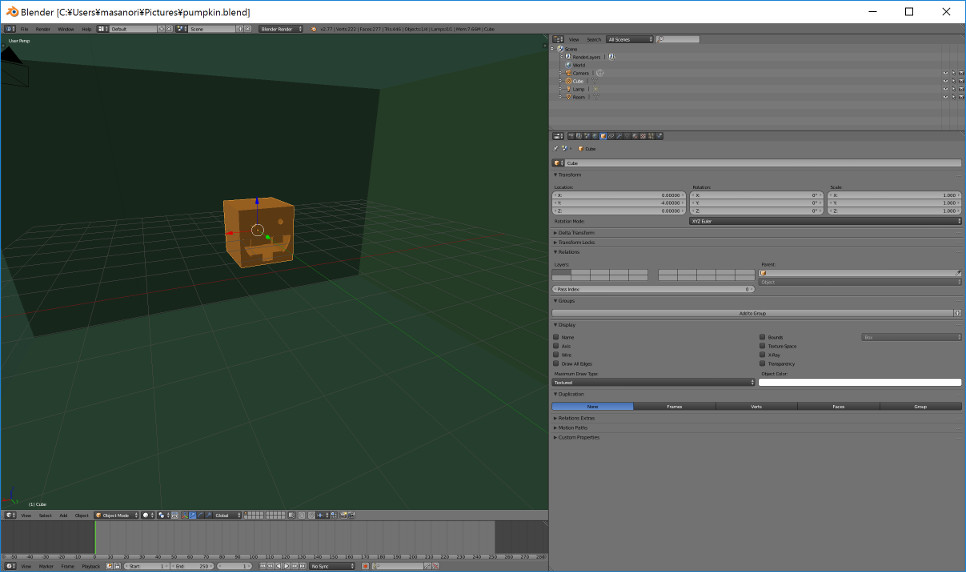 Blender [C:¥Users¥masanori¥Pictures¥pumpkin.blend]
File Render Window Help Default Scene Blender Render
User Persp
(1) Cube
View Select Add Object Object Mode Global
View Marker Frame Playback Start: 1 End: 250 1 No Sync
View Search All Scenes
Scene
RenderLayers
World
Camera
Cube
Lamp
Room
Cube
Cube
Transform
Location: Rotation: Scale:
X: 0.00000 X: 0° X: 1.000
Y: -4.00000 Y: 0° Y: 1.000
Z: 0.00000 Z: 0° Z: 1.000
Rotation Mode: XYZ Euler
Delta Transform
Transform Locks
Relations
Layers: Parent:
Object
Pass Index: 0
Groups
Add to Group
Display
Name Bounds Box
Axis Texture Space
Wire X-Ray
Draw All Edges Transparency
Maximum Draw Type: Object Color:
Textured
Duplication
None Frames Verts Faces Group
Relations Extras
Motion Paths
Custom Properties